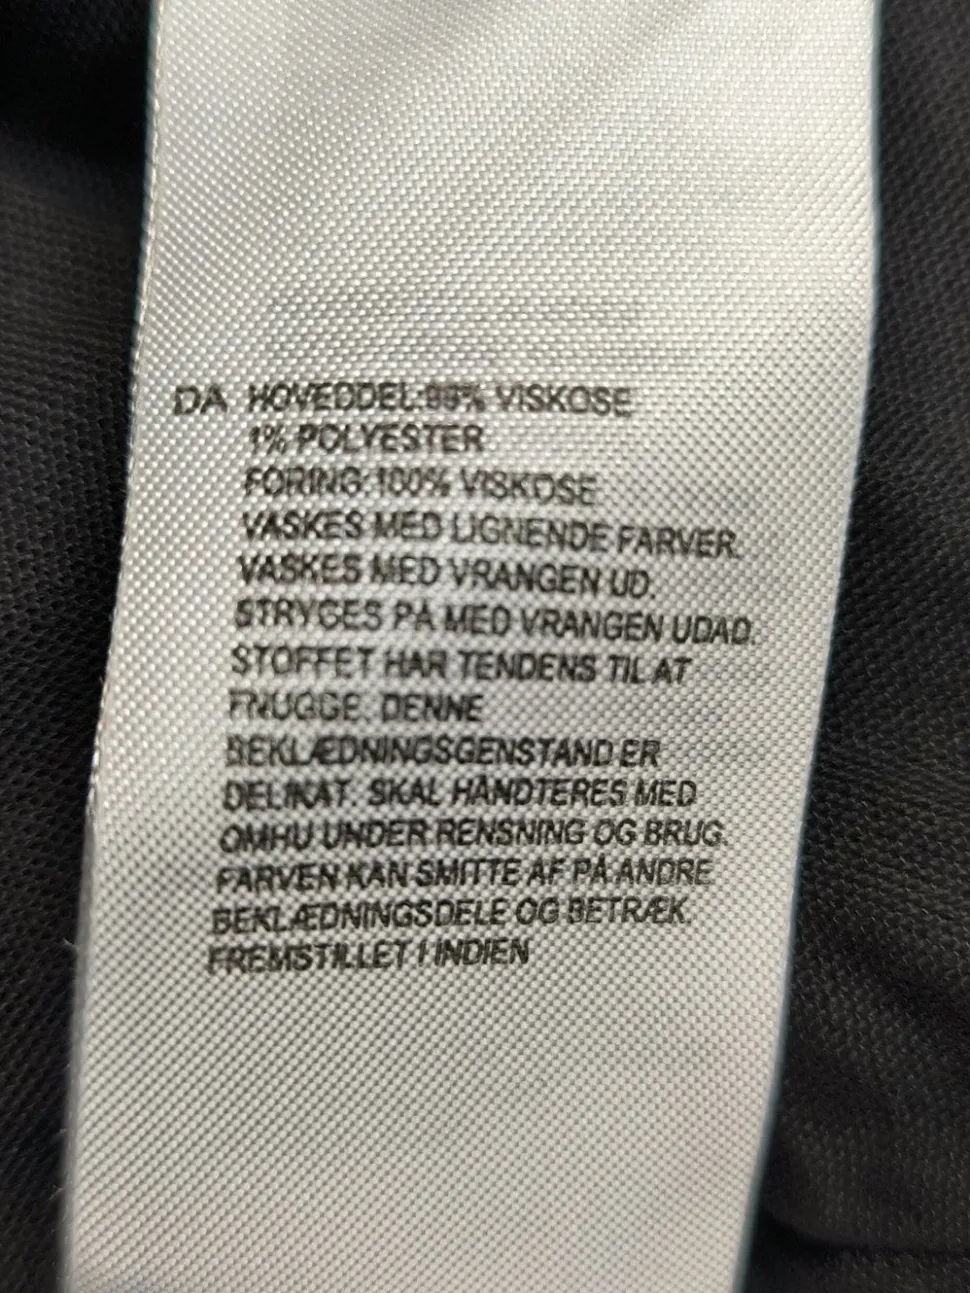 DA HOVEDDEL:99% VISKOSE
1% POLYESTER
FORING:100% VISKOSE
VASKES MED LIGNENDE FARVER.
VASKES MED VRANGEN UD.
STRYGES PÅ MED VRANGEN UDAD.
STOFFET HAR TENDENS TIL AT
FNUGGE. DENNE
BEKLÆDNINGSGENSTAND ER
DELIKAT. SKAL HÅNDTERES MED
OMHU UNDER RENSNING OG BRUG.
FARVEN KAN SMITTE AF PÅ ANDRE
BEKLÆDNINGSDELE OG BETRÆK.
FREMSTILLET I INDIEN